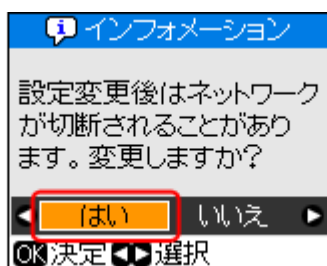 インフォメーション
設定変更後はネットワーク
が切断されることがあり
ます。変更しますか?
はい いいえ
OK決定 選択